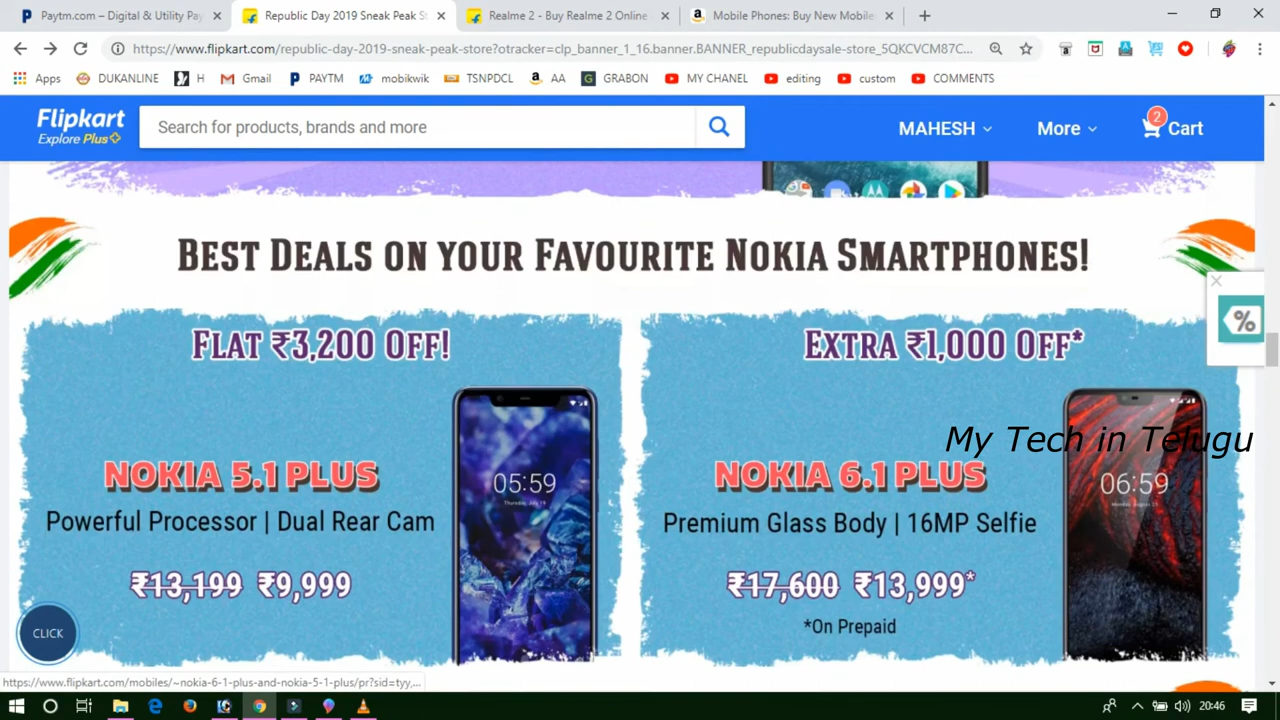 Paytm.com – Digital & Utility Pay
Republic Day 2019 Sneak Peak St
Realme 2 - Buy Realme 2 Online
Mobile Phones: Buy New Mobile
https://www.flipkart.com/republic-day-2019-sneak-peak-store?otracker=clp_banner_1_16.banner.BANNER_republicdaysale-store_5QKCVCM87C...
Apps
DUKANLINE
H
Gmail
PAYTM
mobikwik
TSNPDCL
AA
GRABON
MY CHANEL
editing
custom
COMMENTS
Flipkart
Explore Plus
Search for products, brands and more
MAHESH
More
2
Cart
BEST DEALS ON YOUR FAVOURITE NOKIA SMARTPHONES!
FLAT ₹3,200 OFF!
EXTRA ₹1,000 OFF*
%
My Tech in Telugu
NOKIA 5.1 PLUS
05:59
Thursday, July 19
NOKIA 6.1 PLUS
06:59
Powerful Processor | Dual Rear Cam
Premium Glass Body | 16MP Selfie
₹13,199 ₹9,999
₹17,600 ₹13,999*
*On Prepaid
CLICK
https://www.flipkart.com/mobiles/~nokia-6-1-plus-and-nokia-5-1-plus/pr?sid=tyy,...
20:46